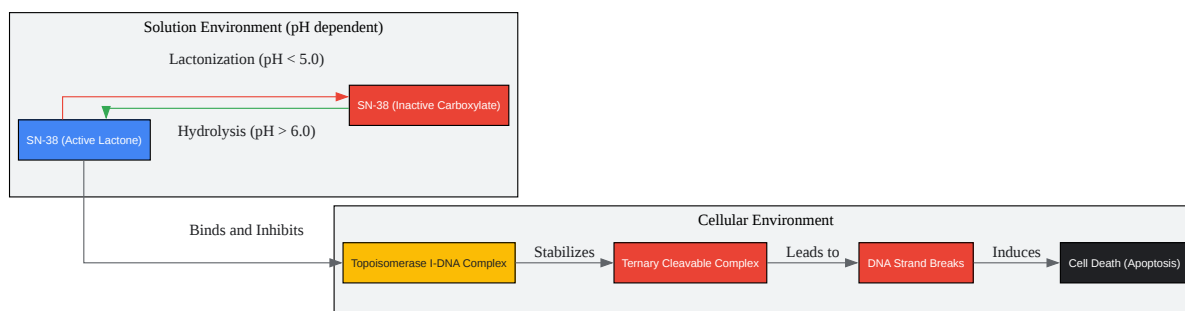 Solution Environment (pH dependent)
Lactonization (pH < 5.0)
SN-38 (Inactive Carboxylate)
Hydrolysis (pH > 6.0)
SN-38 (Active Lactone)
Binds and Inhibits
Cellular Environment
Topoisomerase I-DNA Complex
Stabilizes
Ternary Cleavable Complex
Leads to
DNA Strand Breaks
Induces
Cell Death (Apoptosis)